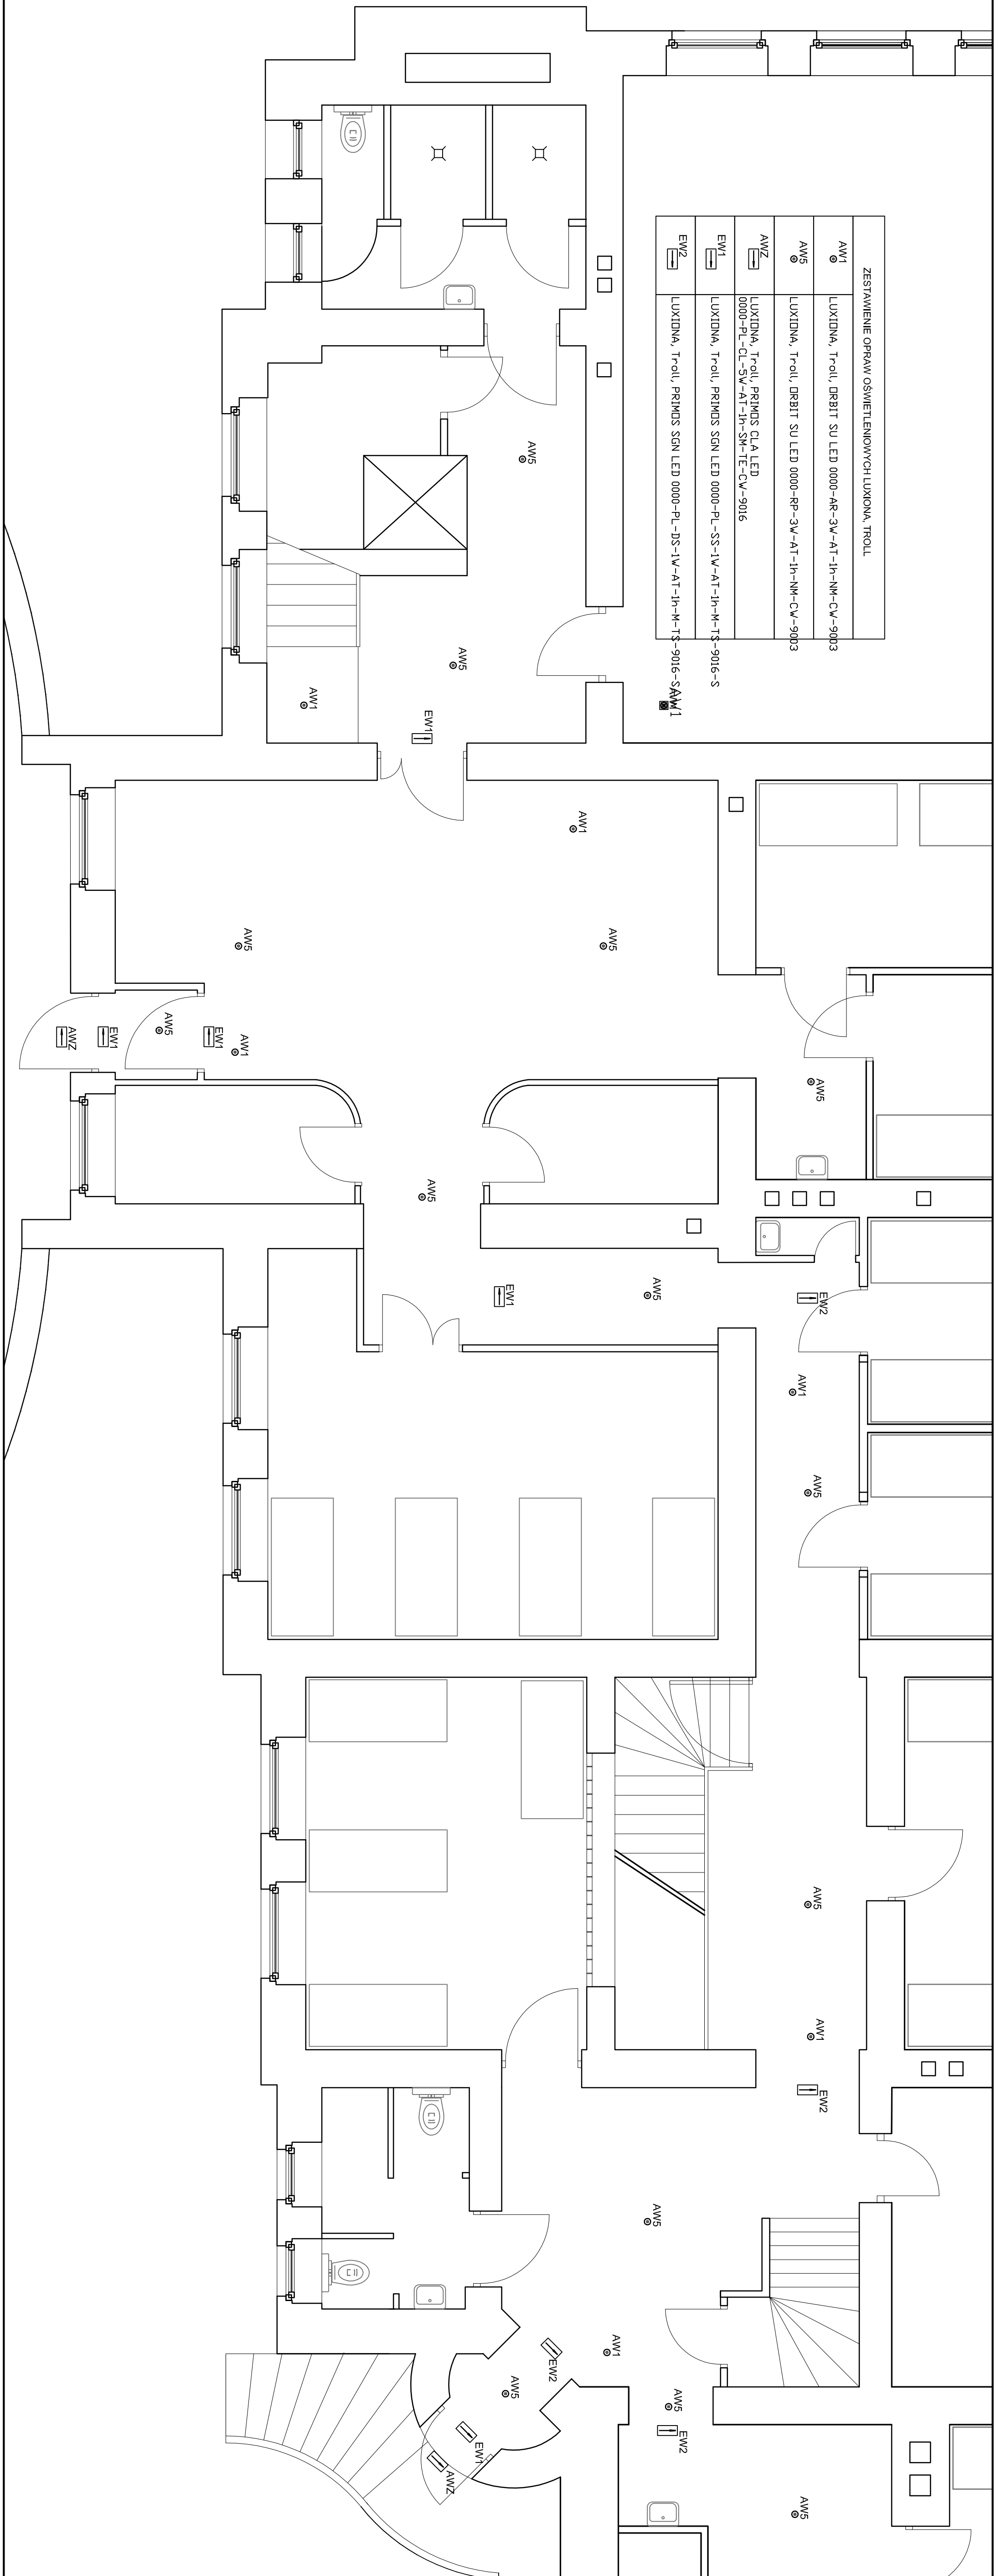 ZESTAWIENIE OPRAW OŚWIETLENIOWYCH LUXIONA, TROLL
AW1
LUXIONA, Troll, ORBIT SU LED 0000-AR-3W-AT-1h-NM-CW-9003
AW5
LUXIONA, Troll, ORBIT SU LED 0000-RP-3W-AT-1h-NM-CW-9003
AWZ
LUXIONA, Troll, PRIMOS CLA LED
0000-PL-CL-5W-AT-1h-SM-TE-CW-9016
EW1
LUXIONA, Troll, PRIMOS SGN LED 0000-PL-SS-1W-AT-1h-M-TS-9016-S
EW2
LUXIONA, Troll, PRIMOS SGN LED 0000-PL-DS-1W-AT-1h-M-TS-9016-S
AW5
AW5
AW1
AW1
EW1
AW1
AW5
AW5
AWZ
EW1
AW5
EW1
AW1
AW5
AW5
EW1
AW5
EW2
AW1
AW5
AW5
AW1
EW2
AW5
AW1
EW2
AW5
AW5
EW2
EW1
AWZ
AW5